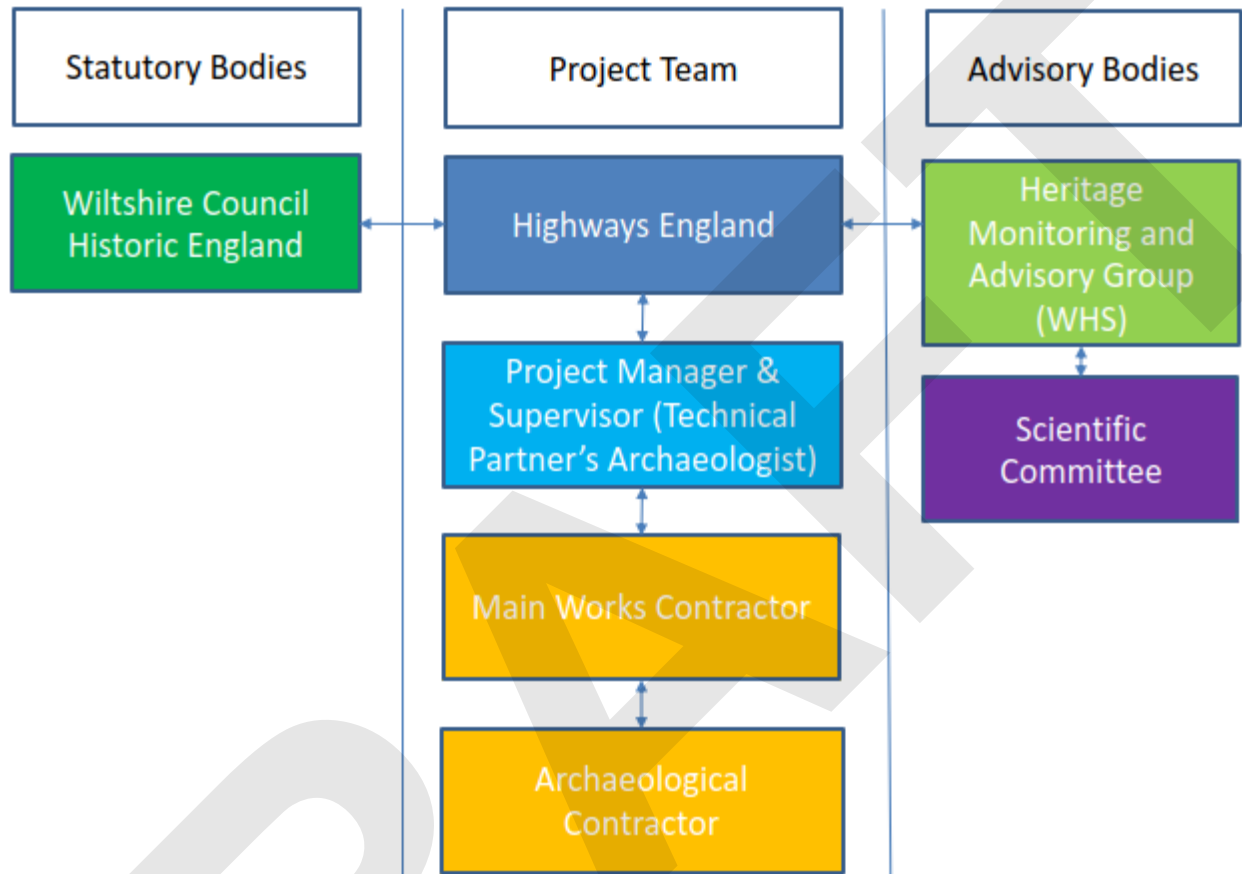 Statutory Bodies
Project Team
Advisory Bodies
Wiltshire Council
Historic England
Highways England
Heritage
Monitoring and
Advisory Group
(WHS)
Project Manager &
Supervisor (Technical
Partner's Archaeologist)
Scientific
Committee
Main Works Contractor
Archaeological
Contractor
DRAFT